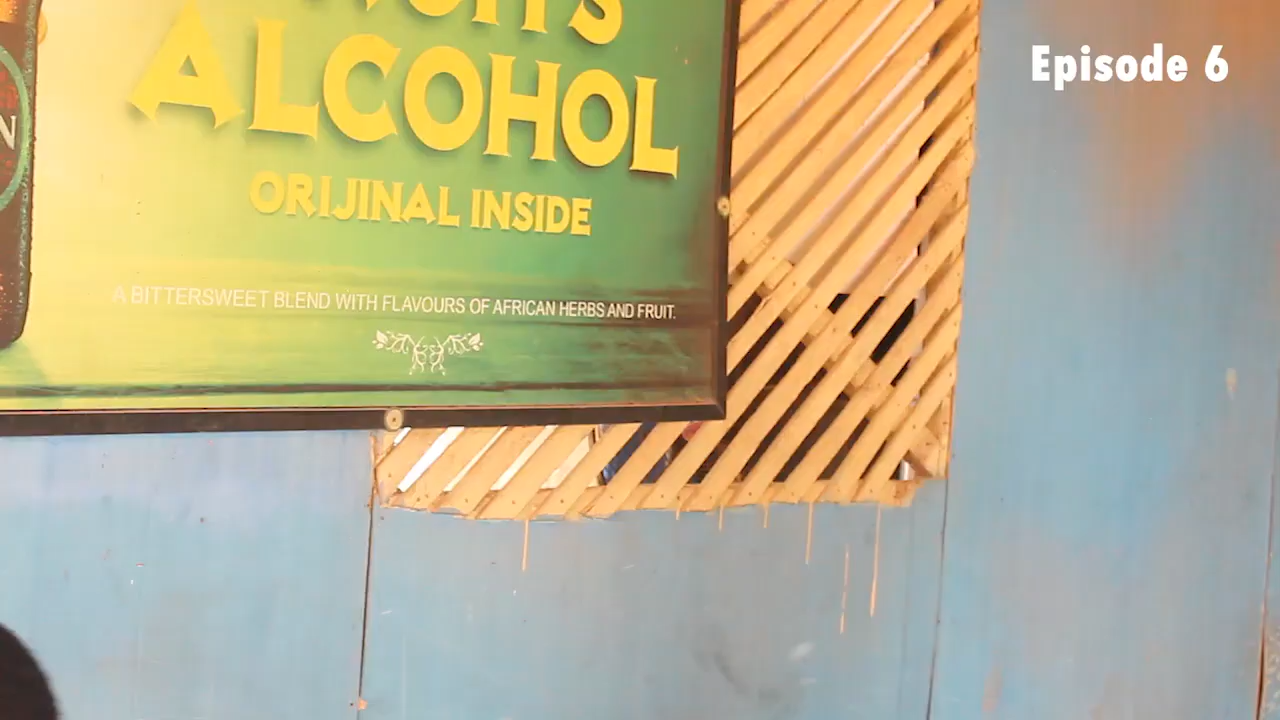 Episode 6
ALCOHOL
ORIJINAL INSIDE
A BITTERSWEET BLEND WITH FLAVOURS OF AFRICAN HERBS AND FRUIT.